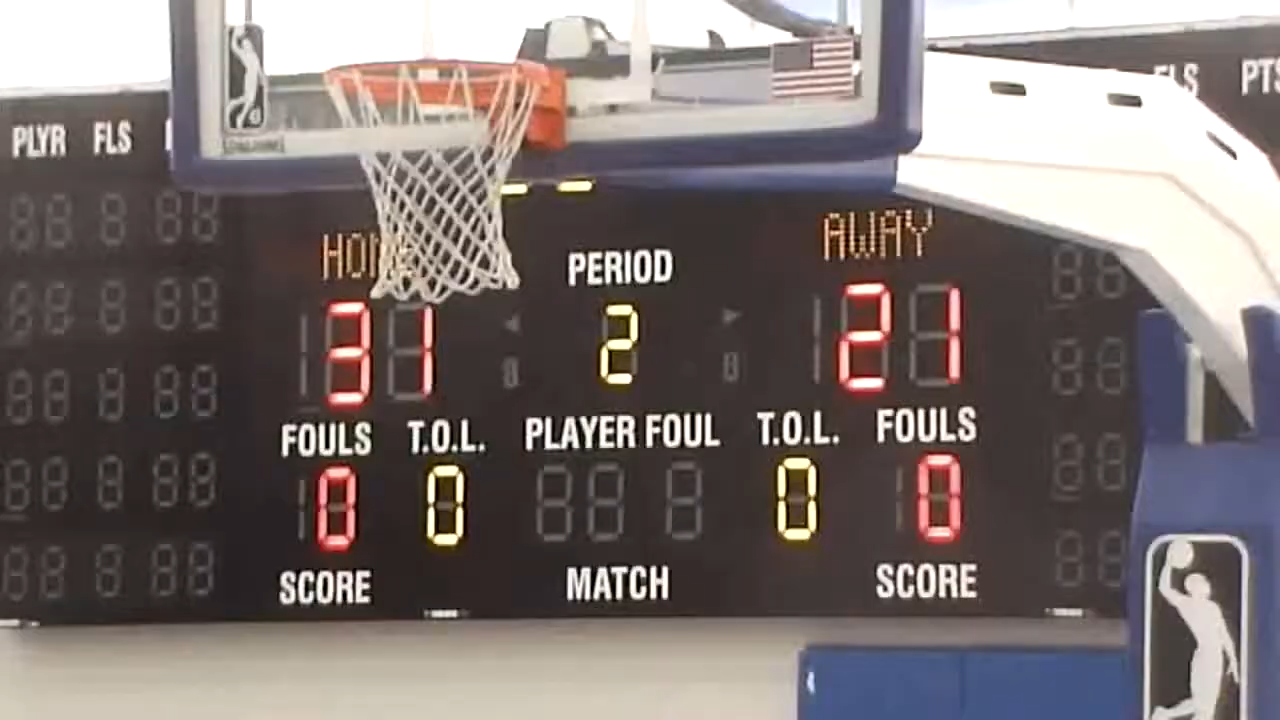 FLS PTS
PLYR FLS
SPALDING
HOME AWAY
PERIOD
31 2 21
FOULS T.O.L. PLAYER FOUL T.O.L. FOULS
0 0 0 0
SCORE MATCH SCORE